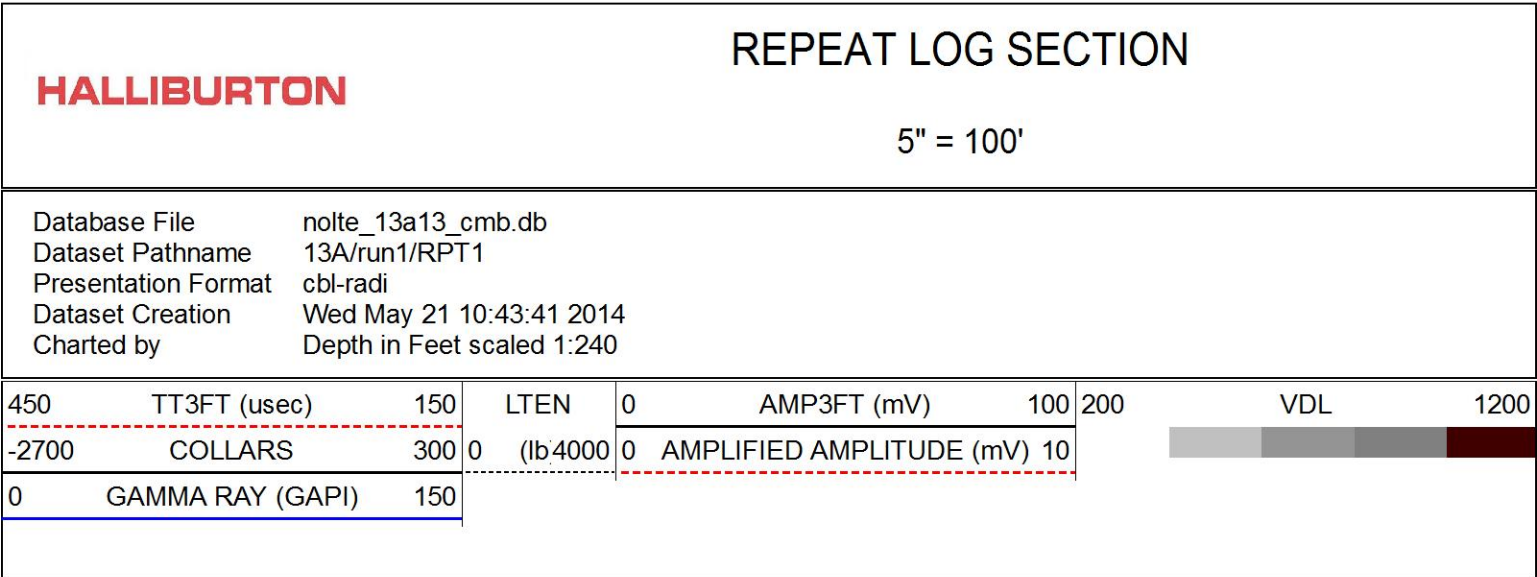 HALLIBURTON
REPEAT LOG SECTION
5" = 100'
Database File nolte_13a13_cmb.db
Dataset Pathname 13A/run1/RPT1
Presentation Format cbl-radi
Dataset Creation Wed May 21 10:43:41 2014
Charted by Depth in Feet scaled 1:240
450 TT3FT (usec) 150 LTEN 0 AMP3FT (mV) 100 200 VDL 1200
-2700 COLLARS 300 0 (lb 4000 0 AMPLIFIED AMPLITUDE (mV) 10
0 GAMMA RAY (GAPI) 150